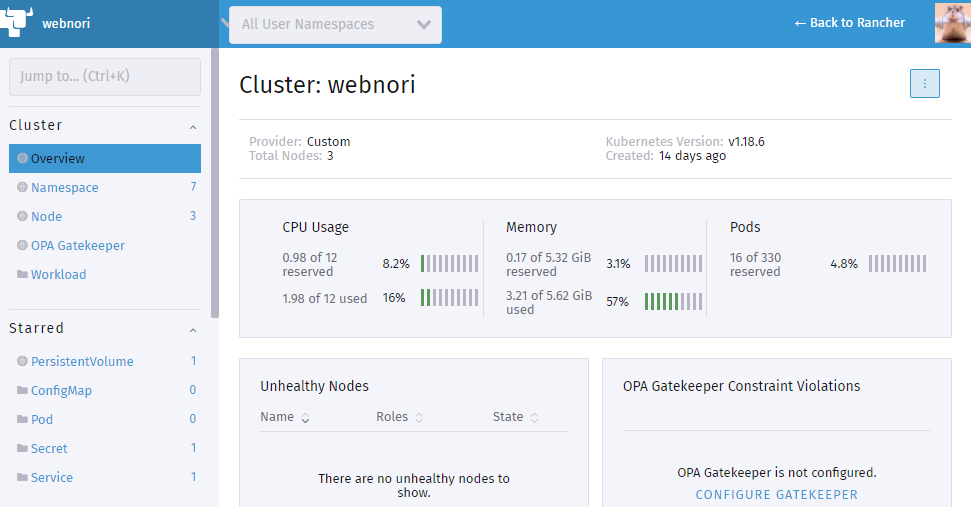 webnori
All User Namespaces
← Back to Rancher
Jump to... (Ctrl+K)
Cluster
Overview
Namespace 7
Node 3
OPA Gatekeeper
Workload
Starred
PersistentVolume 1
ConfigMap 0
Pod 0
Secret 1
Service 1
Cluster: webnori
Provider: Custom
Total Nodes: 3
Kubernetes Version: v1.18.6
Created: 14 days ago
CPU Usage
0.98 of 12
reserved
8.2%
1.98 of 12 used 16%
Memory
0.17 of 5.32 GiB
reserved
3.1%
3.21 of 5.62 GiB
used
57%
Pods
16 of 330
reserved
4.8%
Unhealthy Nodes
Name Roles State
There are no unhealthy nodes to
show.
OPA Gatekeeper Constraint Violations
OPA Gatekeeper is not configured.
CONFIGURE GATEKEEPER